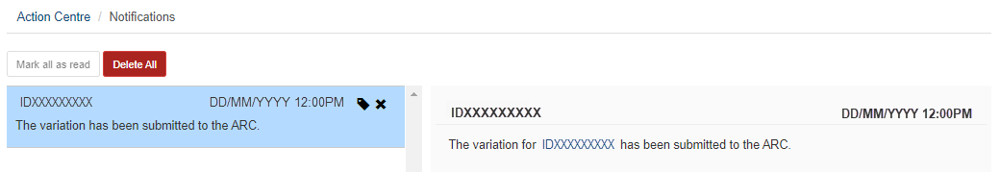 Action Centre / Notifications
Mark all as read Delete All
IDXXXXXXXXX DD/MM/YYYY 12:00PM
The variation has been submitted to the ARC.
IDXXXXXXXXX DD/MM/YYYY 12:00PM
The variation for IDXXXXXXXXX has been submitted to the ARC.